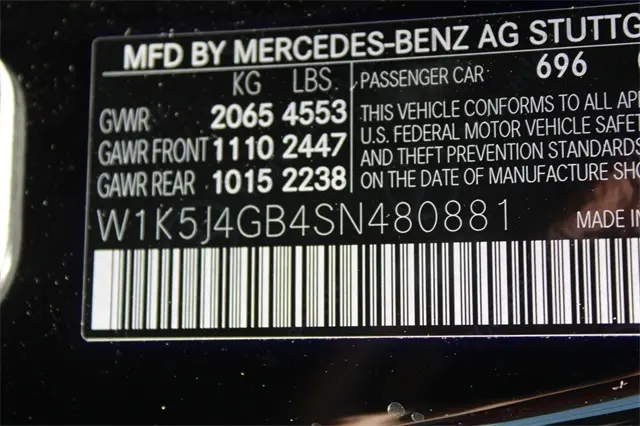 MFD BY MERCEDES-BENZ AG STUTTG
KG LBS
GVWR 2065 4553
GAWR FRONT 1110 2447
GAWR REAR 1015 2238
PASSENGER CAR 696
THIS VEHICLE CONFORMS TO ALL AP
U.S. FEDERAL MOTOR VEHICLE SAFET
AND THEFT PREVENTION STANDARDS
ON THE DATE OF MANUFACTURE SHO
W1K5J4GB4SN480881
MADE IN